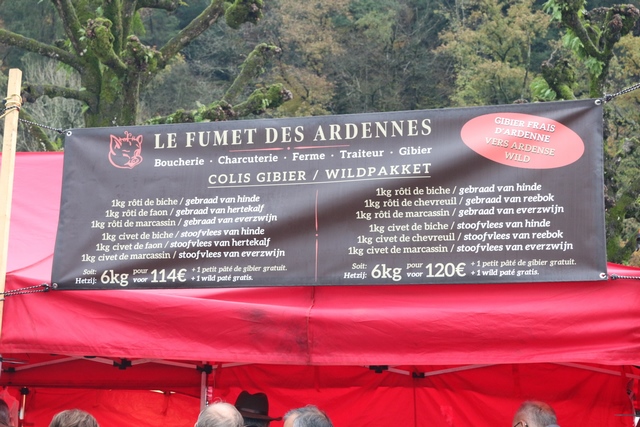 LE FUMET DES ARDENNES
Boucherie - Charcuterie - Ferme - Traiteur - Gibier
COLIS GIBIER / WILDPAKKET
GIBIER FRAIS
D'ARDENNE
VERS ARDENSE
WILD
1kg rôti de biche / gebraad van hinde
1kg rôti de faon / gebraad van hertekalf
1kg rôti de marcassin / gebraad van everzwijn
1kg civet de biche / stoofvlees van hinde
1kg civet de faon / stoofvlees van hertekalf
1kg civet de marcassin / stoofvlees van everzwijn
Soit: 6kg pour 114€ + 1 petit pâté de gibier gratuit.
Hetzij: voor + 1 wild paté gratis.
1kg rôti de biche / gebraad van hinde
1kg rôti de chevreuil / gebraad van reebok
1kg rôti de marcassin / gebraad van everzwijn
1kg civet de biche / stoofvlees van hinde
1kg civet de chevreuil / stoofvlees van reebok
1kg civet de marcassin / stoofvlees van everzwijn
Soit: 6kg pour 120€ + 1 petit pâté de gibier gratuit.
Hetzij: voor + 1 wild paté gratis.